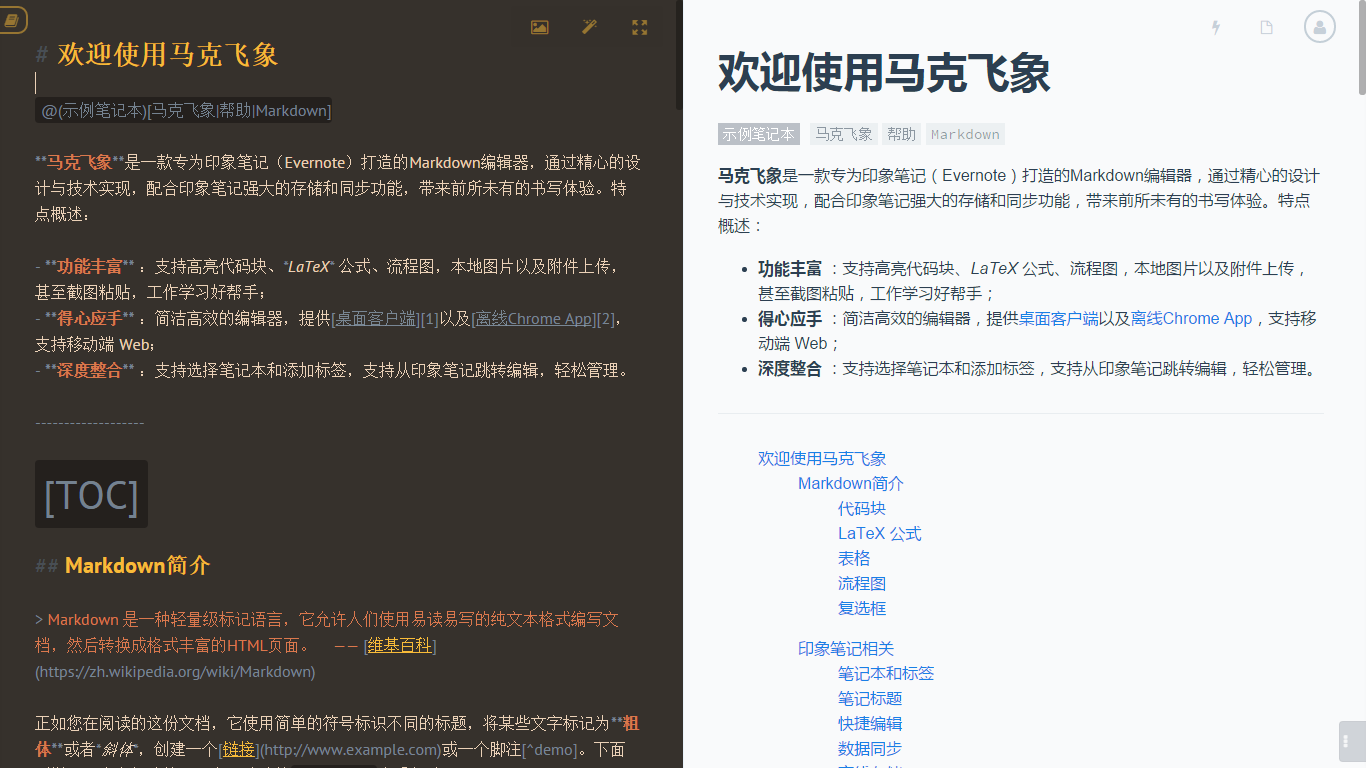 # 欢迎使用马克飞象
@(示例笔记本)[马克飞象|帮助|Markdown]
**马克飞象**是一款专为印象笔记（Evernote）打造的Markdown编辑器，通过精心的设
计与技术实现，配合印象笔记强大的存储和同步功能，带来前所未有的书写体验。特
点概述：
- **功能丰富** ：支持高亮代码块、*LaTeX* 公式、流程图，本地图片以及附件上传，
甚至截图粘贴，工作学习好帮手；
- **得心应手** ：简洁高效的编辑器，提供[桌面客户端][1]以及[离线Chrome App][2]，
支持移动端 Web；
- **深度整合** ：支持选择笔记本和添加标签，支持从印象笔记跳转编辑，轻松管理。
-------------------
[TOC]
## Markdown简介
> Markdown 是一种轻量级标记语言，它允许人们使用易读易写的纯文本格式编写文
档，然后转换成格式丰富的HTML页面。 —— [维基百科]
(https://zh.wikipedia.org/wiki/Markdown)
正如您在阅读的这份文档，它使用简单的符号标识不同的标题，将某些文字标记为**粗
体**或者*斜体*，创建一个[链接](http://www.example.com)或一个脚注[^demo]。下面
欢迎使用马克飞象
示例笔记本 马克飞象 帮助 Markdown
马克飞象是一款专为印象笔记（Evernote）打造的Markdown编辑器，通过精心的设计
与技术实现，配合印象笔记强大的存储和同步功能，带来前所未有的书写体验。特点
概述：
• 功能丰富 ：支持高亮代码块、LaTeX 公式、流程图，本地图片以及附件上传，
甚至截图粘贴，工作学习好帮手；
• 得心应手 ：简洁高效的编辑器，提供桌面客户端以及离线Chrome App，支持移
动端 Web；
• 深度整合 ：支持选择笔记本和添加标签，支持从印象笔记跳转编辑，轻松管理。
欢迎使用马克飞象
Markdown简介
代码块
LaTeX 公式
表格
流程图
复选框
印象笔记相关
笔记本和标签
笔记标题
快捷编辑
数据同步